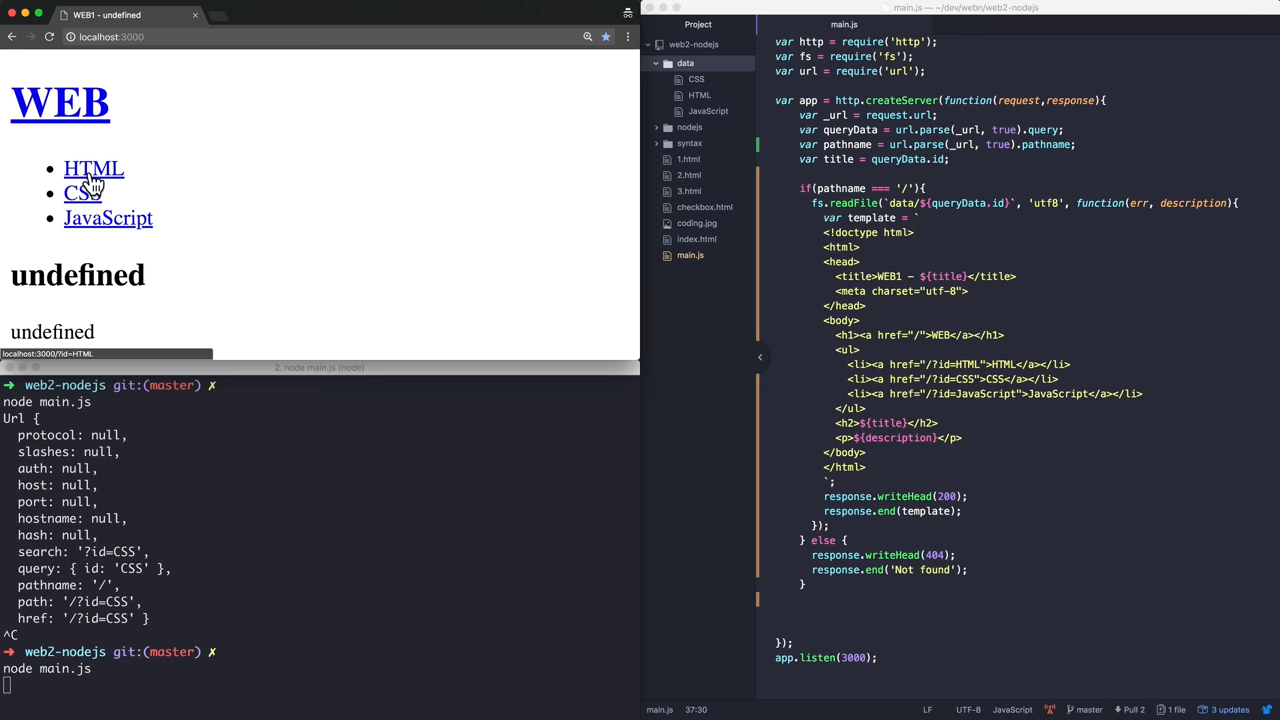 WEB1 - undefined
localhost:3000
WEB
HTML
CSS
JavaScript
undefined
undefined
localhost:3000/?id=HTML
2. node main.js (node)
➜ web2-nodejs git:(master) ✗
node main.js
Url {
  protocol: null,
  slashes: null,
  auth: null,
  host: null,
  port: null,
  hostname: null,
  hash: null,
  search: '?id=CSS',
  query: { id: 'CSS' },
  pathname: '/',
  path: '/?id=CSS',
  href: '/?id=CSS' }
^C
➜ web2-nodejs git:(master) ✗
node main.js
main.js — ~/dev/webn/web2-nodejs
Project
web2-nodejs
data
CSS
HTML
JavaScript
nodejs
syntax
1.html
2.html
3.html
checkbox.html
coding.jpg
index.html
main.js
main.js
var http = require('http');
var fs = require('fs');
var url = require('url');
var app = http.createServer(function(request,response){
    var _url = request.url;
    var queryData = url.parse(_url, true).query;
    var pathname = url.parse(_url, true).pathname;
    var title = queryData.id;
    if(pathname === '/'){
      fs.readFile(`data/${queryData.id}`, 'utf8', function(err, description){
        var template = `
        <!doctype html>
        <html>
        <head>
          <title>WEB1 - ${title}</title>
          <meta charset="utf-8">
        </head>
        <body>
          <h1><a href="/">WEB</a></h1>
          <ul>
            <li><a href="/?id=HTML">HTML</a></li>
            <li><a href="/?id=CSS">CSS</a></li>
            <li><a href="/?id=JavaScript">JavaScript</a></li>
          </ul>
          <h2>${title}</h2>
          <p>${description}</p>
        </body>
        </html>
        `;
        response.writeHead(200);
        response.end(template);
      });
    } else {
      response.writeHead(404);
      response.end('Not found');
    }
});
app.listen(3000);
main.js 37:30 LF UTF-8 JavaScript master Pull 2 1 file 3 updates